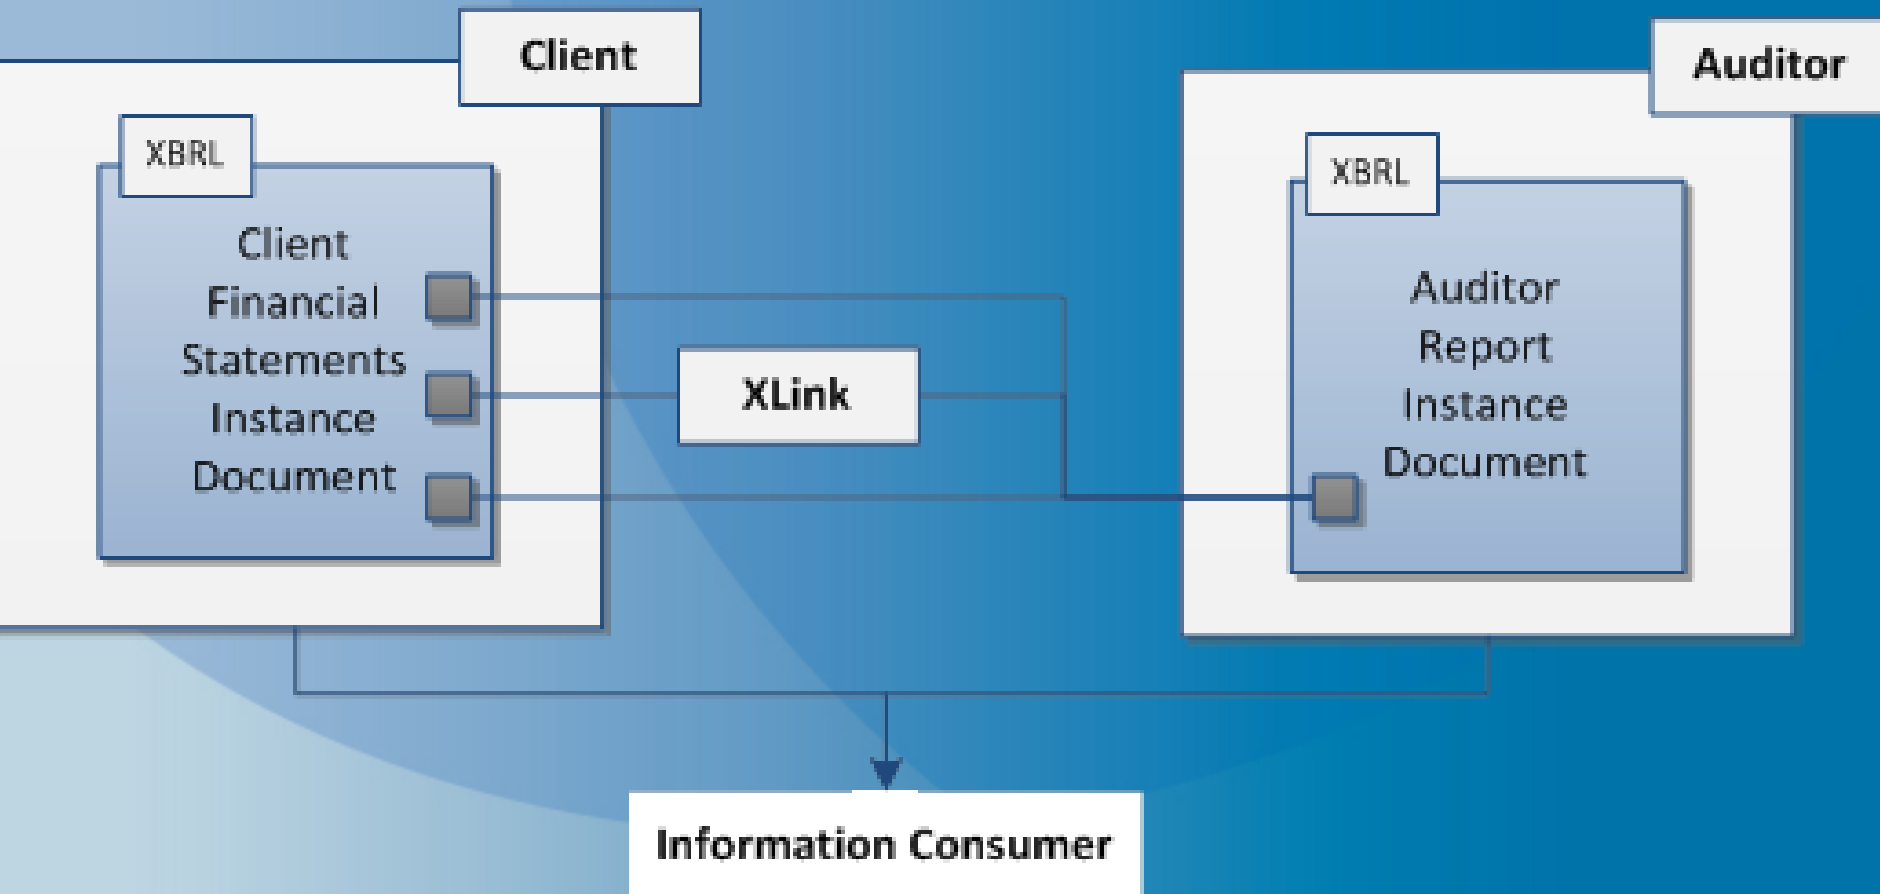 Client
XBRL
Client
Financial
Statements
Instance
Document
XLink
Auditor
XBRL
Auditor
Report
Instance
Document
Information Consumer